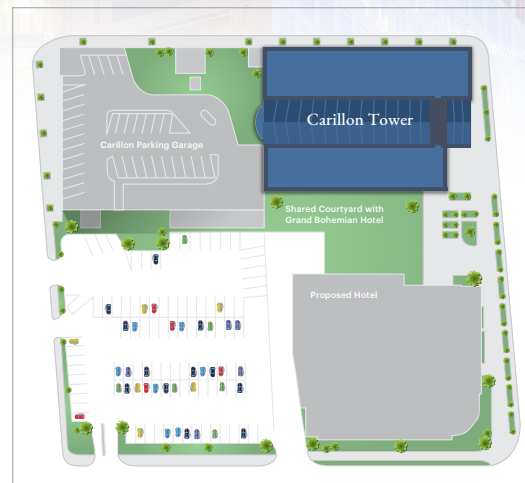 Carillon Tower
Carillon Parking Garage
Shared Courtyard with
Grand Bohemian Hotel
Proposed Hotel